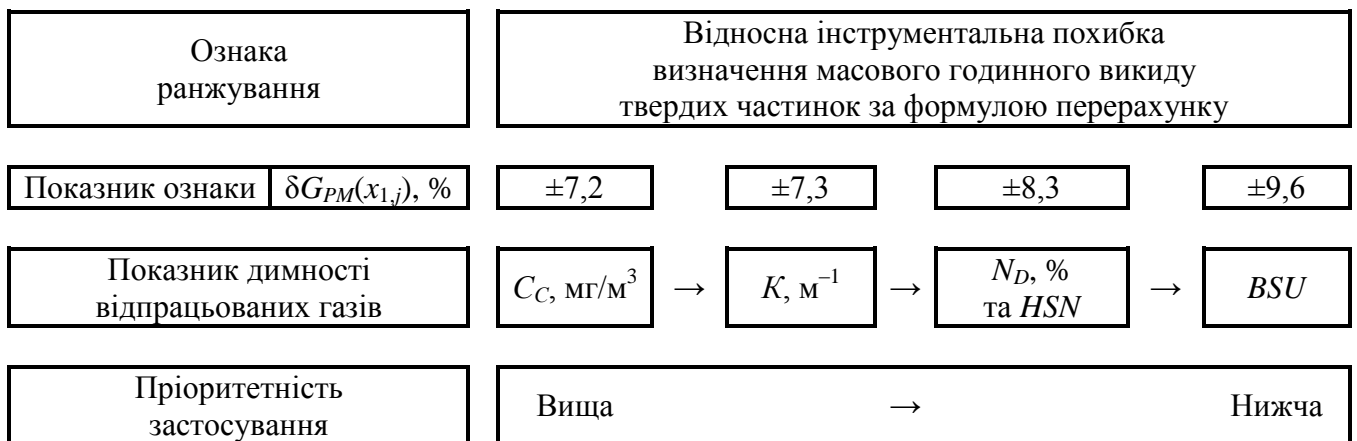 Ознака
ранжування
Відносна інструментальна похибка
визначення масового годинного викиду
твердих частинок за формулою перерахунку
Показник ознаки δG_PM(x_1,j), % ±7,2 ±7,3 ±8,3 ±9,6
Показник димності
відпрацьованих газів
C_C, мг/м³ → К, м⁻¹ → N_D, %
та HSN → BSU
Пріоритетність
застосування
Вища → Нижча